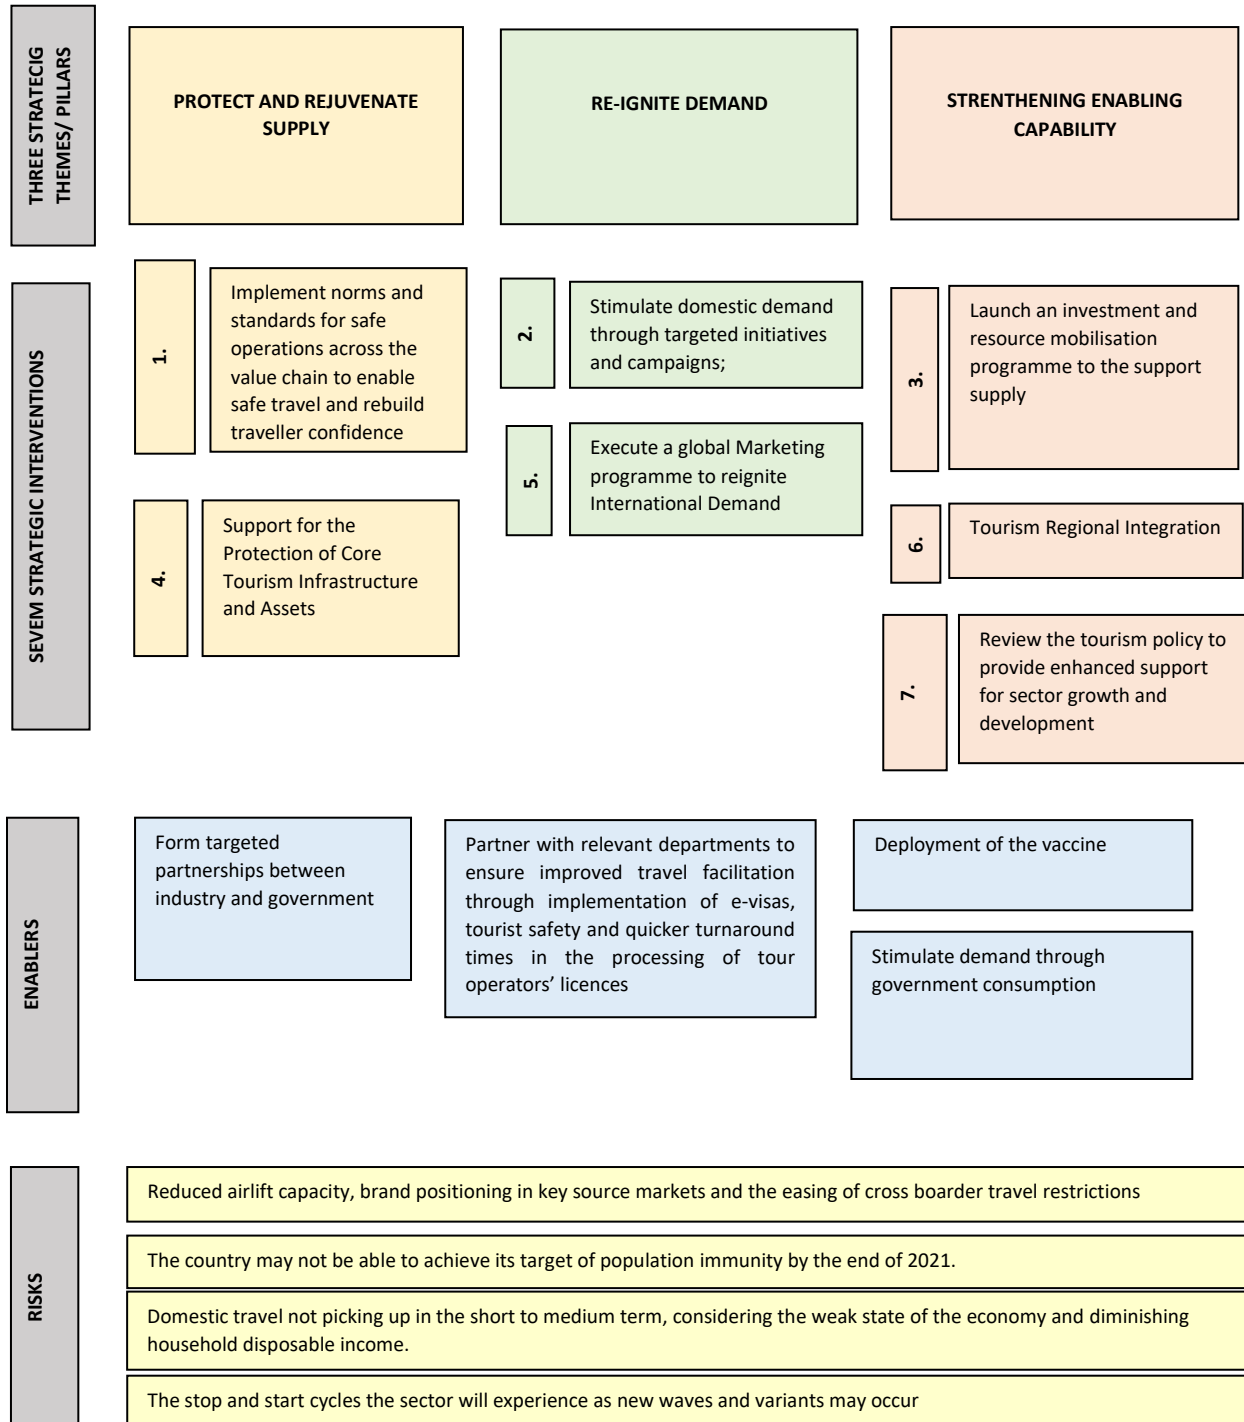 THREE STRATECIG
THEMES/ PILLARS
PROTECT AND REJUVENATE
SUPPLY
RE-IGNITE DEMAND
STRENTHENING ENABLING
CAPABILITY
SEVEM STRATEGIC INTERVENTIONS
1.
Implement norms and
standards for safe
operations across the
value chain to enable
safe travel and rebuild
traveller confidence
2.
Stimulate domestic demand
through targeted initiatives
and campaigns;
3.
Launch an investment and
resource mobilisation
programme to the support
supply
4.
Support for the
Protection of Core
Tourism Infrastructure
and Assets
5.
Execute a global Marketing
programme to reignite
International Demand
6.
Tourism Regional Integration
7.
Review the tourism policy to
provide enhanced support
for sector growth and
development
ENABLERS
Form targeted
partnerships between
industry and government
Partner with relevant departments to
ensure improved travel facilitation
through implementation of e-visas,
tourist safety and quicker turnaround
times in the processing of tour
operators’ licences
Deployment of the vaccine
Stimulate demand through
government consumption
RISKS
Reduced airlift capacity, brand positioning in key source markets and the easing of cross boarder travel restrictions
The country may not be able to achieve its target of population immunity by the end of 2021.
Domestic travel not picking up in the short to medium term, considering the weak state of the economy and diminishing
household disposable income.
The stop and start cycles the sector will experience as new waves and variants may occur